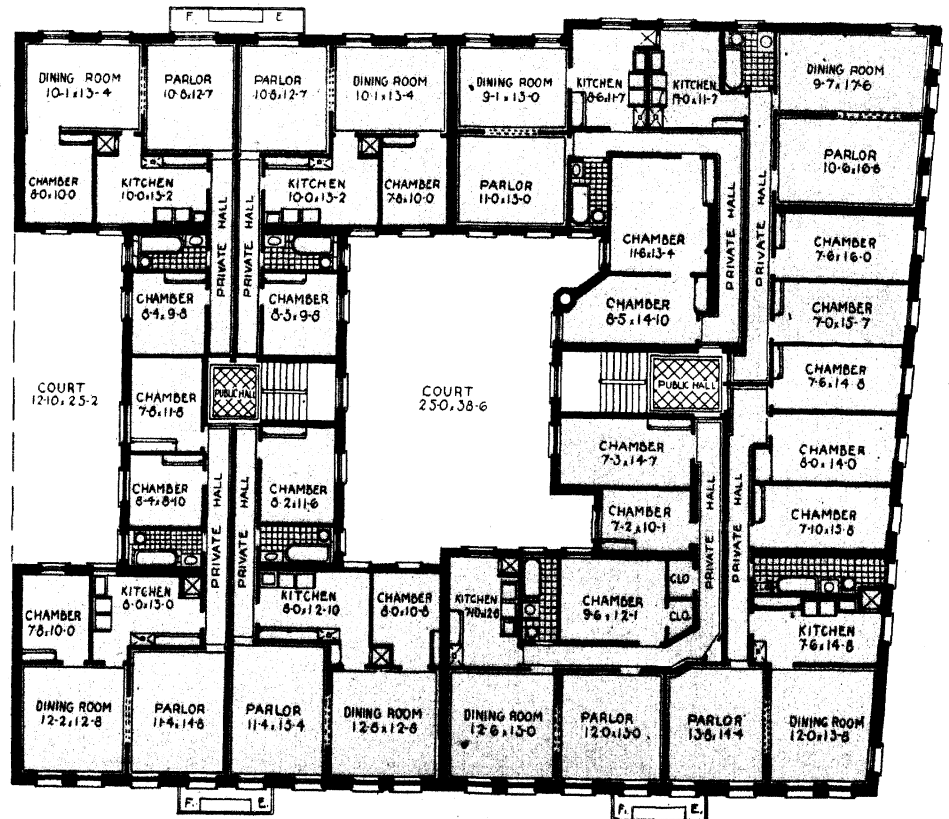 F. E.
DINING ROOM
10-1 x 13-4
PARLOR
10-8 x 12-7
PARLOR
10-8 x 12-7
DINING ROOM
10-1 x 13-4
DINING ROOM
9-1 x 13-0
KITCHEN
8-6 x 11-7
KITCHEN
11-7
DINING ROOM
9-7 x 17-6
CHAMBER
8-0 x 10-0
KITCHEN
10-0 x 13-2
KITCHEN
10-0 x 13-2
CHAMBER
7-8 x 10-0
PARLOR
11-0 x 13-0
PARLOR
10-6 x 16-8
PRIVATE HALL
PRIVATE HALL
CHAMBER
11-6 x 13-4
PRIVATE HALL
PRIVATE HALL
CHAMBER
7-6 x 16-0
CHAMBER
8-4 x 9-8
CHAMBER
8-3 x 9-8
CHAMBER
8-5 x 14-10
CHAMBER
7-0 x 15-7
COURT
12-10 x 25-2
CHAMBER
7-8 x 11-8
PUBLIC HALL
COURT
25-0 x 38-6
PUBLIC HALL
CHAMBER
7-6 x 14-8
CHAMBER
7-3 x 14-7
CHAMBER
8-0 x 14-0
CHAMBER
8-4 x 8-10
PRIVATE HALL
PRIVATE HALL
CHAMBER
8-2 x 11-6
CHAMBER
7-2 x 10-1
PRIVATE HALL
PRIVATE HALL
CHAMBER
7-10 x 15-8
CHAMBER
7-8 x 10-0
KITCHEN
8-0 x 13-0
KITCHEN
8-0 x 12-10
CHAMBER
8-0 x 10-8
KITCHEN
CHAMBER
9-6 x 12-1
CLO
CLO.
KITCHEN
7-6 x 14-8
DINING ROOM
12-2 x 12-8
PARLOR
11-4 x 14-8
PARLOR
11-4 x 15-4
DINING ROOM
12-8 x 12-8
DINING ROOM
12-6 x 13-0
PARLOR
12-0 x 13-0
PARLOR
13-8 x 14-4
DINING ROOM
12-0 x 13-8
F. E.
F. E.